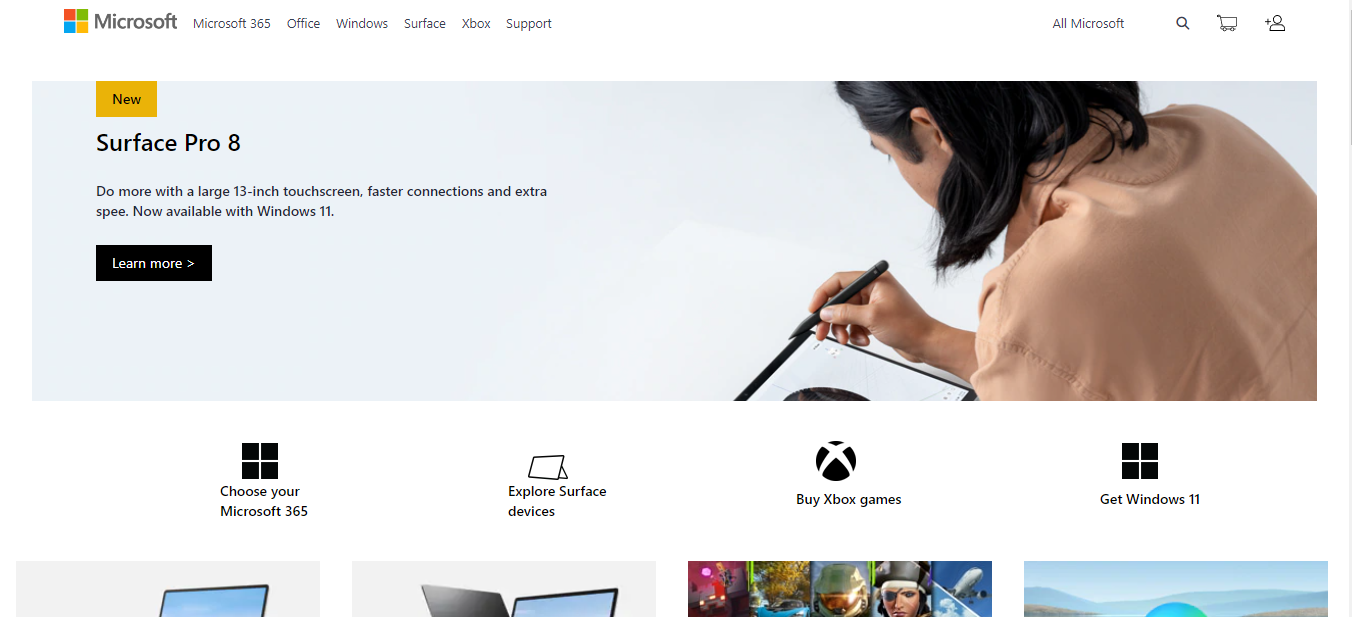 Microsoft Microsoft 365 Office Windows Surface Xbox Support All Microsoft
New
Surface Pro 8
Do more with a large 13-inch touchscreen, faster connections and extra
spee. Now available with Windows 11.
Learn more >
Choose your
Microsoft 365
Explore Surface
devices
Buy Xbox games
Get Windows 11